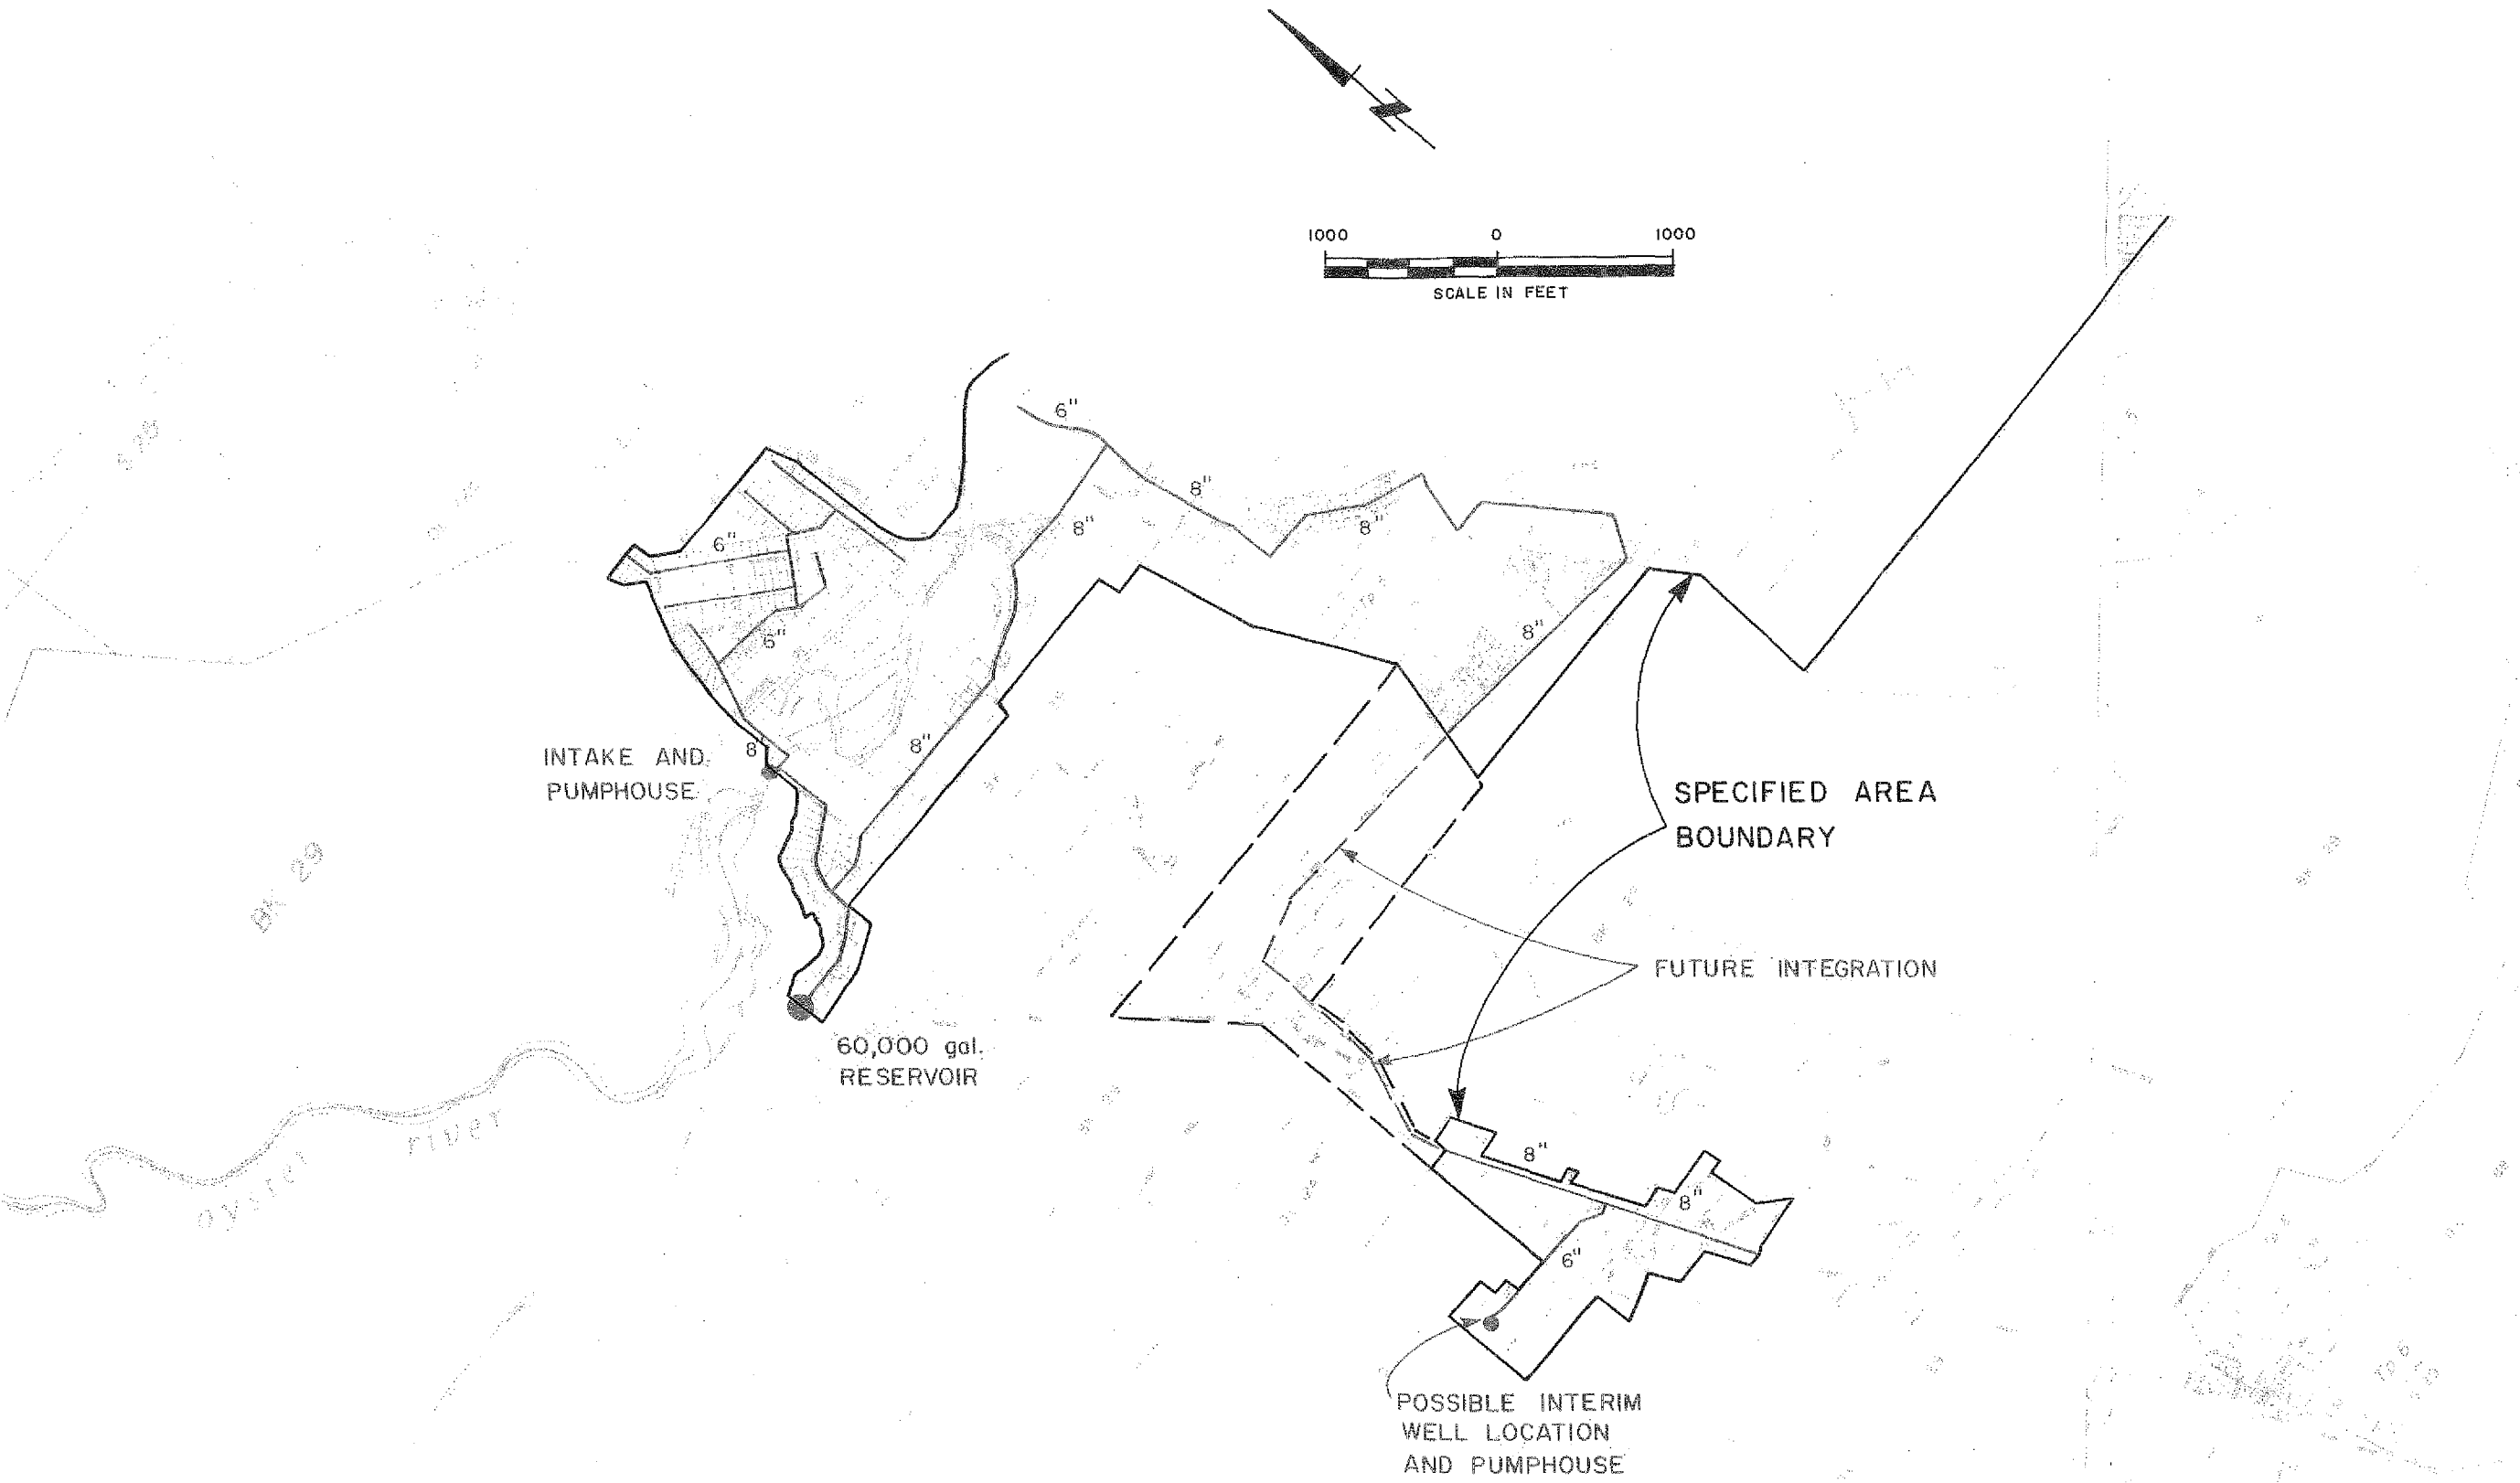 1000 0 1000
SCALE IN FEET
6"
8"
8"
8"
6"
6"
8"
8"
8"
INTAKE AND
PUMPHOUSE
SPECIFIED AREA
BOUNDARY
BK 29
FUTURE INTEGRATION
60,000 gal.
RESERVOIR
oyster river
8"
8"
6"
POSSIBLE INTERIM
WELL LOCATION
AND PUMPHOUSE